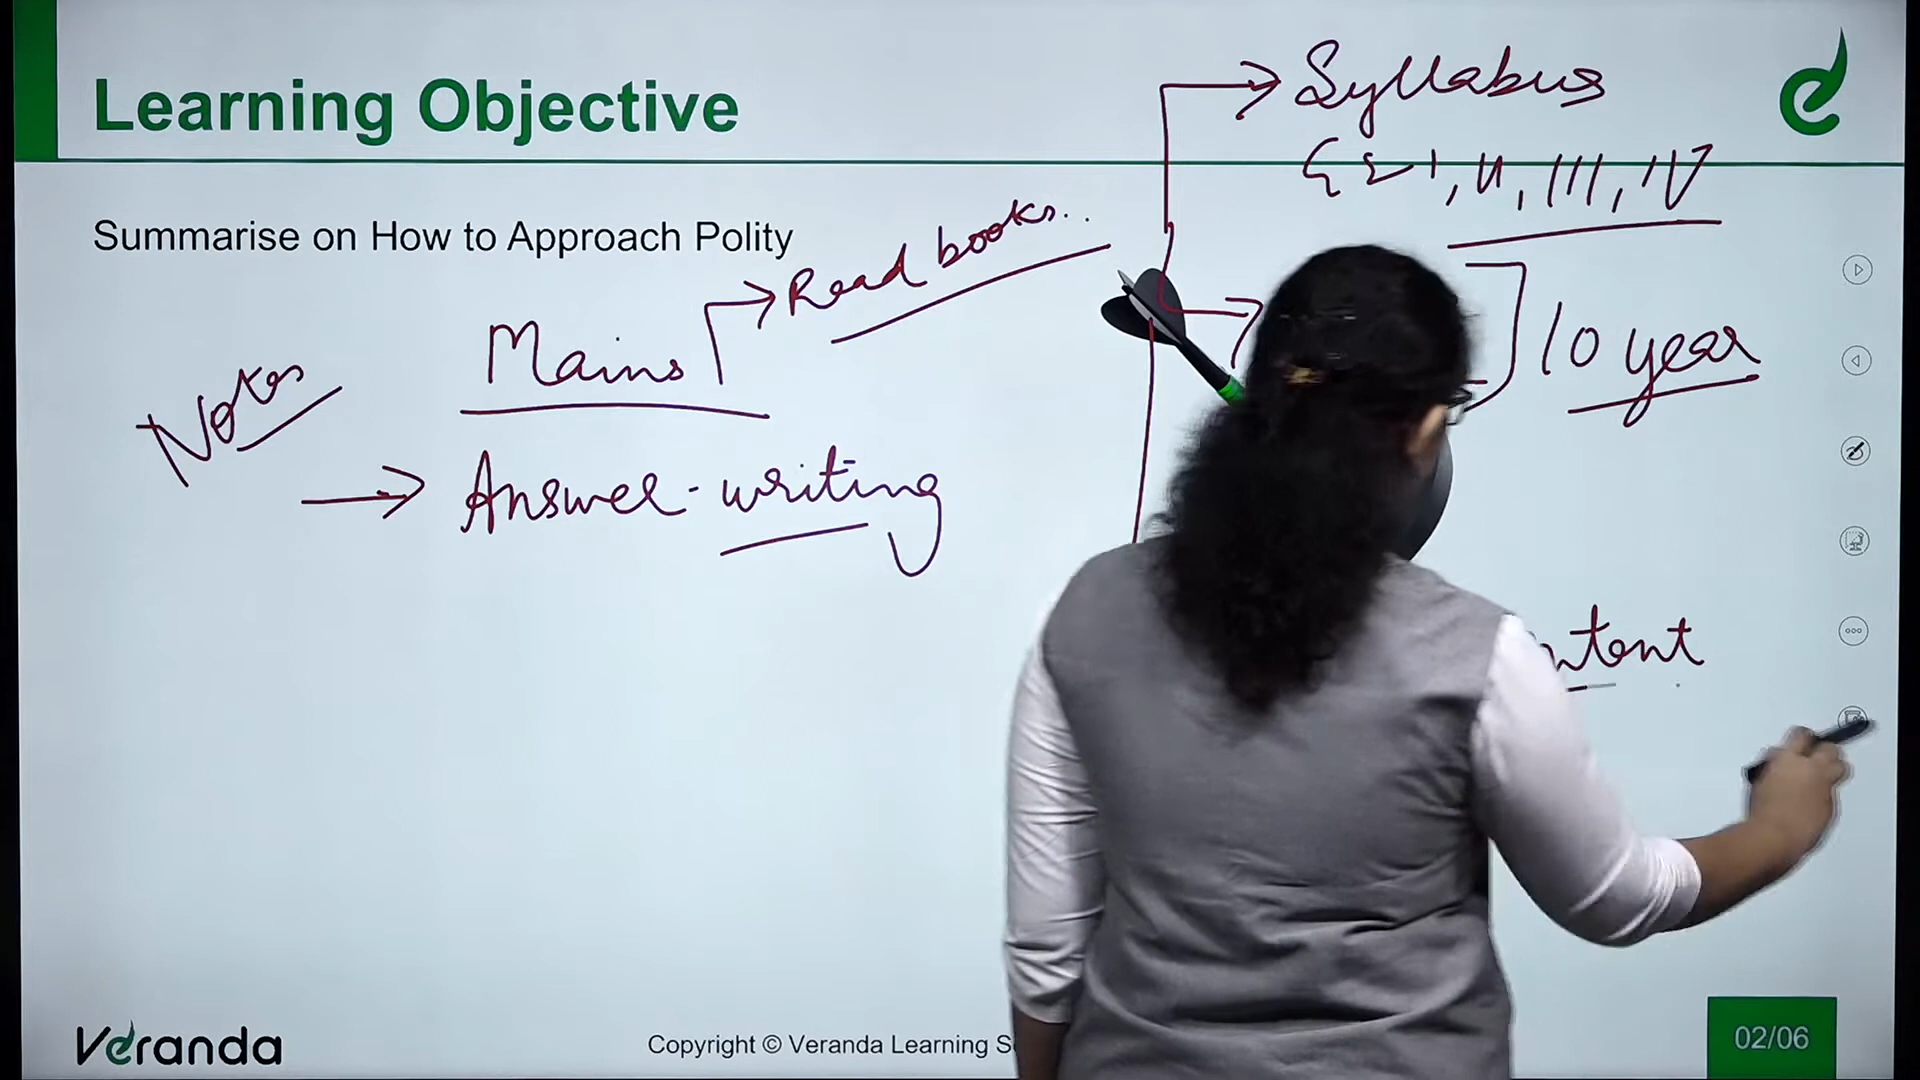 Learning Objective
Syllabus
GS-I, II, III, IV
Summarise on How to Approach Polity
Read books..
Mains
10 year
Notes
Answer-writing
Veranda
Copyright © Veranda Learning
02/06